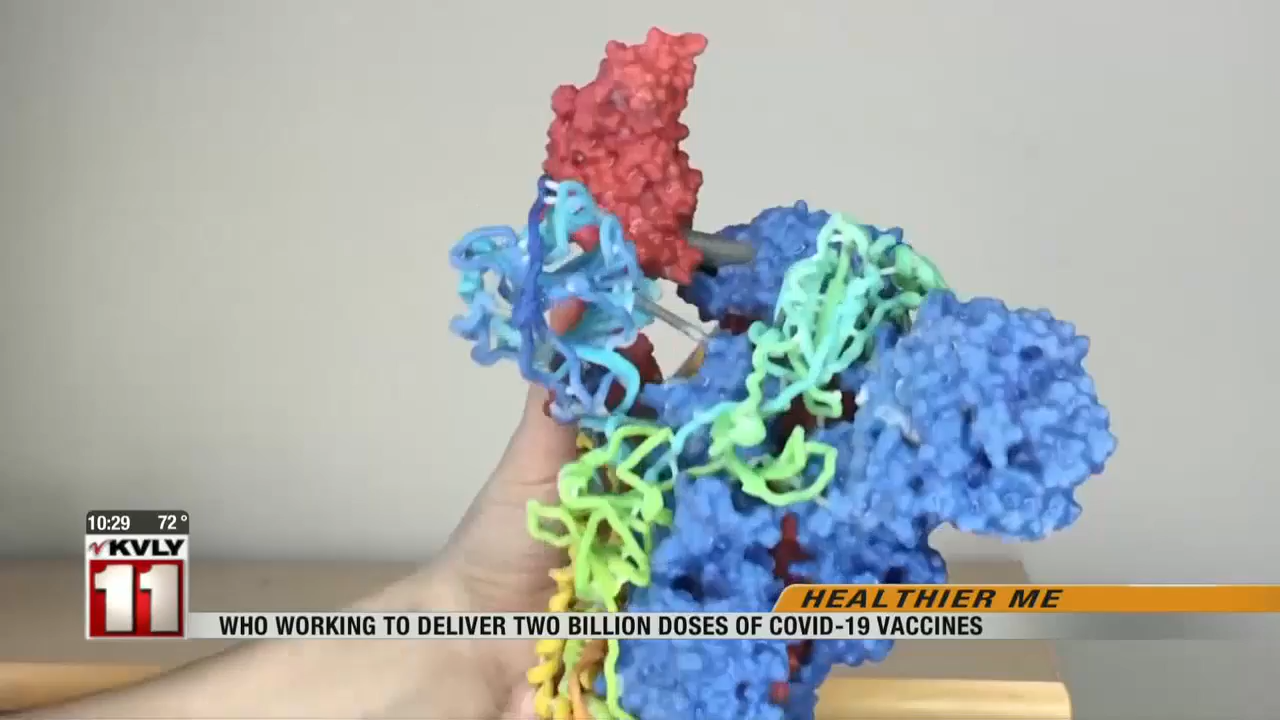 10:29 72°
KVLY
11
HEALTHIER ME
WHO WORKING TO DELIVER TWO BILLION DOSES OF COVID-19 VACCINES